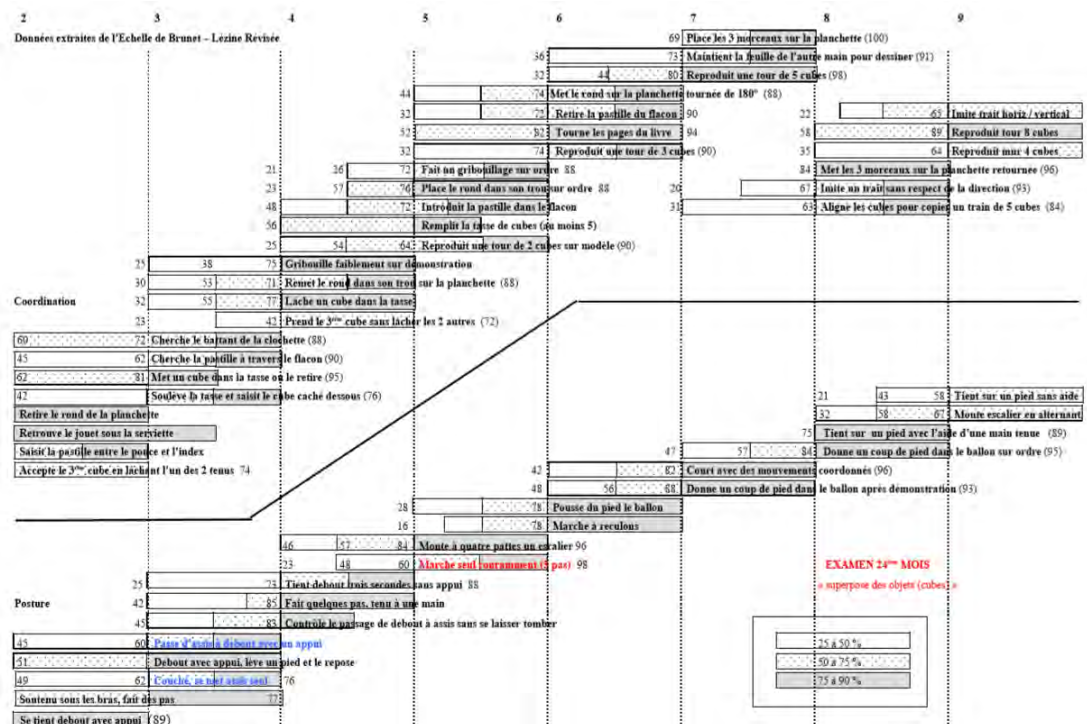 2 3 4 5 6 7 8 9
Données extraites de l'Echelle de Brunet – Lézine Révisée
69 Place les 3 morceaux sur la planchette (100)
36 73 Maintient la feuille de l'autre main pour dessiner (91)
32 44 80 Reproduit une tour de 5 cubes (98)
44 74 Met le rond sur la planchette tournée de 180° (88)
32 72 Retire la pastille du flacon 90
22 65 Imite trait horiz / vertical
52 82 Tourne les pages du livre 94
58 89 Reproduit tour 8 cubes
32 74 Reproduit une tour de 3 cubes (90)
35 64 Reproduit mur 4 cubes
21 26 72 Fait un gribouillage sur ordre 88
84 Met les 3 morceaux sur la planchette retournée (96)
23 57 76 Place le rond dans son trou sur ordre 88
20 67 Imite un trait sans respect de la direction (93)
48 72 Introduit la pastille dans le flacon
31 63 Aligne les cubes pour copier un train de 5 cubes (84)
56 Remplit la tasse de cubes (au moins 5)
25 54 64 Reproduit une tour de 2 cubes sur modèle (90)
25 38 75 Gribouille faiblement sur démonstration
30 53 71 Remet le rond dans son trou sur la planchette (88)
Coordination
32 55 77 Lâche un cube dans la tasse
23 42 Prend le 3ème cube sans lâcher les 2 autres (72)
69 72 Cherche le battant de la clochette (88)
45 62 Cherche la pastille à travers le flacon (90)
62 81 Met un cube dans la tasse ou le retire (95)
42 Soulève la tasse et saisit le cube caché dessous (76)
21 43 58 Tient sur un pied sans aide
Retire le rond de la planchette
32 58 67 Monte escalier en alternant
Retrouve le jouet sous la serviette
75 Tient sur un pied avec l'aide d'une main tenue (89)
Saisit la pastille entre le pouce et l'index
47 57 84 Donne un coup de pied dans le ballon sur ordre (95)
Accepte le 3ème cube en lâchant l'un des 2 tenus 74
42 82 Court avec des mouvements coordonnés (96)
48 56 88 Donne un coup de pied dans le ballon après démonstration (93)
28 78 Pousse du pied le ballon
16 78 Marche à reculons
46 57 84 Monte à quatre pattes un escalier 96
23 48 60 Marche seul couramment (5 pas) 98
EXAMEN 24ème MOIS
25 73 Tient debout trois secondes sans appui 88
« superpose des objets (cubes) »
Posture
42 85 Fait quelques pas, tenu à une main
45 83 Contrôle le passage de debout à assis sans se laisser tomber
45 60 Passe d'assis à debout avec un appui
25 à 50 %
51 Debout avec appui, lève un pied et le repose
50 à 75 %
49 62 Couché, se met assis seul 76
75 à 90 %
Soutenu sous les bras, fait des pas 77
Se tient debout avec appui (89)